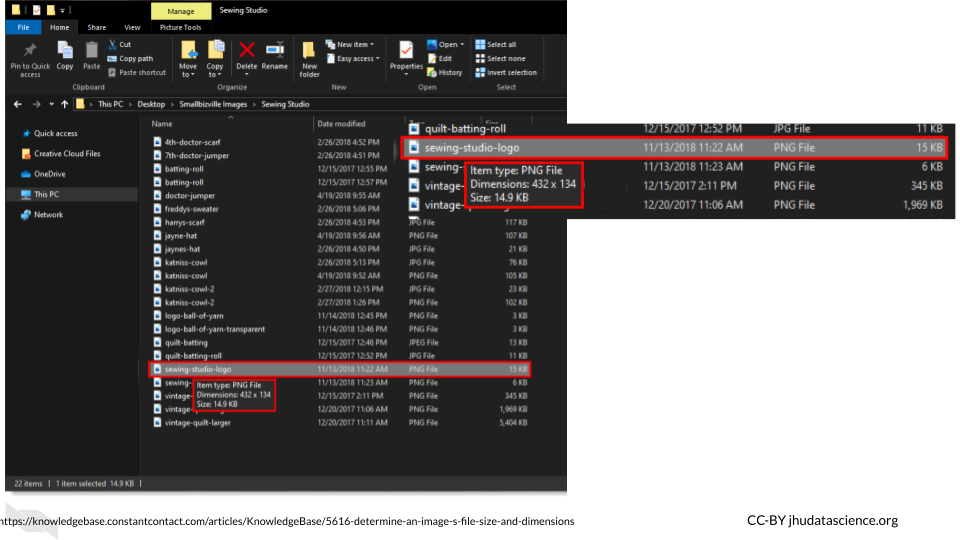 Manage Sewing Studio
File Home Share View Picture Tools
Pin to Quick access
Copy
Paste
Cut
Copy path
Paste shortcut
Clipboard
Move to
Copy to
Delete
Rename
Organize
New folder
New item
Easy access
New
Properties
Open
Edit
History
Open
Select all
Select none
Invert selection
Select
This PC > Desktop > Smallbizville Images > Sewing Studio
Quick access
Creative Cloud Files
OneDrive
This PC
Network
Name Date modified
4th-doctor-scarf 2/26/2018 4:52 PM
7th-doctor-jumper 2/26/2018 4:51 PM
batting-roll 12/15/2017 12:55 PM
batting-roll 12/15/2017 12:57 PM
doctor-jumper 4/19/2018 9:55 AM
freddys-sweater 2/26/2018 5:06 PM
harrys-scarf 2/26/2018 4:53 PM JPG File 117 KB
jayne-hat 4/19/2018 9:56 AM PNG File 107 KB
jaynes-hat 2/26/2018 4:50 PM JPG File 21 KB
katniss-cowl 2/26/2018 5:13 PM JPG File 76 KB
katniss-cowl 4/19/2018 9:52 AM PNG File 105 KB
katniss-cowl-2 2/27/2018 12:15 PM JPG File 23 KB
katniss-cowl-2 2/27/2018 1:26 PM PNG File 102 KB
logo-ball-of-yarn 11/14/2018 12:45 PM PNG File 3 KB
logo-ball-of-yarn-transparent 11/14/2018 12:46 PM PNG File 3 KB
quilt-batting 12/15/2017 12:46 PM JPEG File 13 KB
quilt-batting-roll 12/15/2017 12:52 PM JPG File 11 KB
sewing-studio-logo 11/13/2018 11:22 AM PNG File 15 KB
sewing- 11/13/2018 11:23 AM PNG File 6 KB
vintage- 12/15/2017 2:11 PM PNG File 345 KB
vintage- 12/20/2017 11:06 AM PNG File 1,969 KB
vintage-quilt-larger 12/20/2017 11:11 AM PNG File 5,404 KB
Item type: PNG File
Dimensions: 432 x 134
Size: 14.9 KB
22 items | 1 item selected 14.9 KB |
quilt-batting-roll 12/15/2017 12:52 PM JPG File 11 KB
sewing-studio-logo 11/13/2018 11:22 AM PNG File 15 KB
sewing- 11/13/2018 11:23 AM PNG File 6 KB
vintage- 12/15/2017 2:11 PM PNG File 345 KB
vintage- 12/20/2017 11:06 AM PNG File 1,969 KB
Item type: PNG File
Dimensions: 432 x 134
Size: 14.9 KB
https://knowledgebase.constantcontact.com/articles/KnowledgeBase/5616-determine-an-image-s-file-size-and-dimensions
CC-BY jhudatascience.org